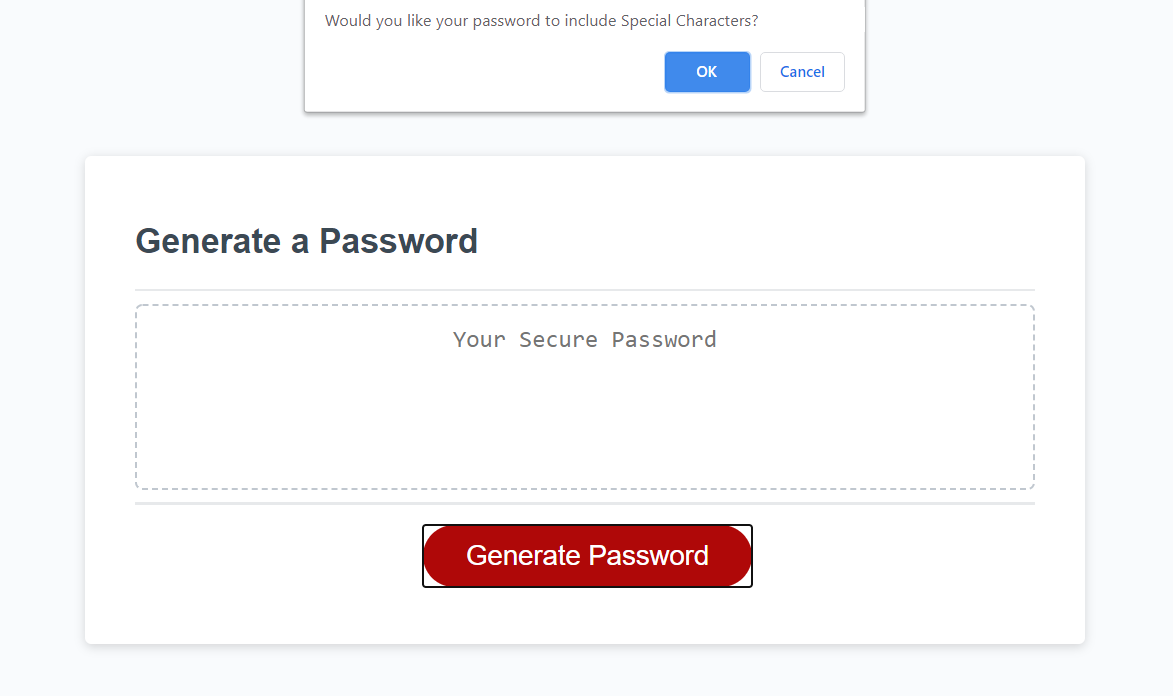 Would you like your password to include Special Characters?
OK Cancel
Generate a Password
Your Secure Password
Generate Password